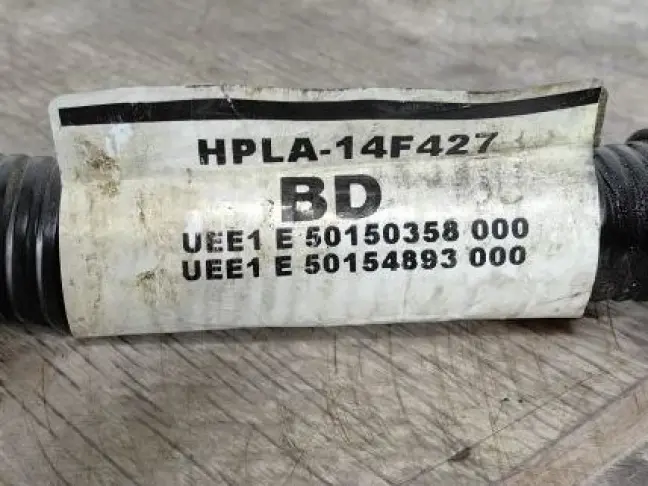 HPLA-14F427
BD
UEE1 E 50150358 000
UEE1 E 50154893 000